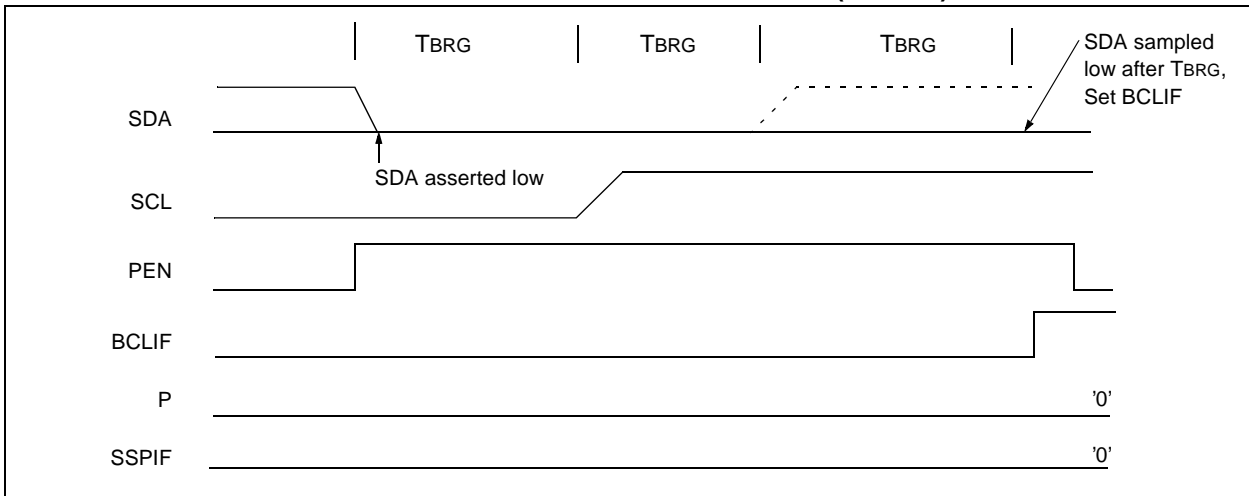 TBRG TBRG TBRG
SDA sampled
low after TBRG,
Set BCLIF
SDA
SDA asserted low
SCL
PEN
BCLIF
P '0'
SSPIF '0'